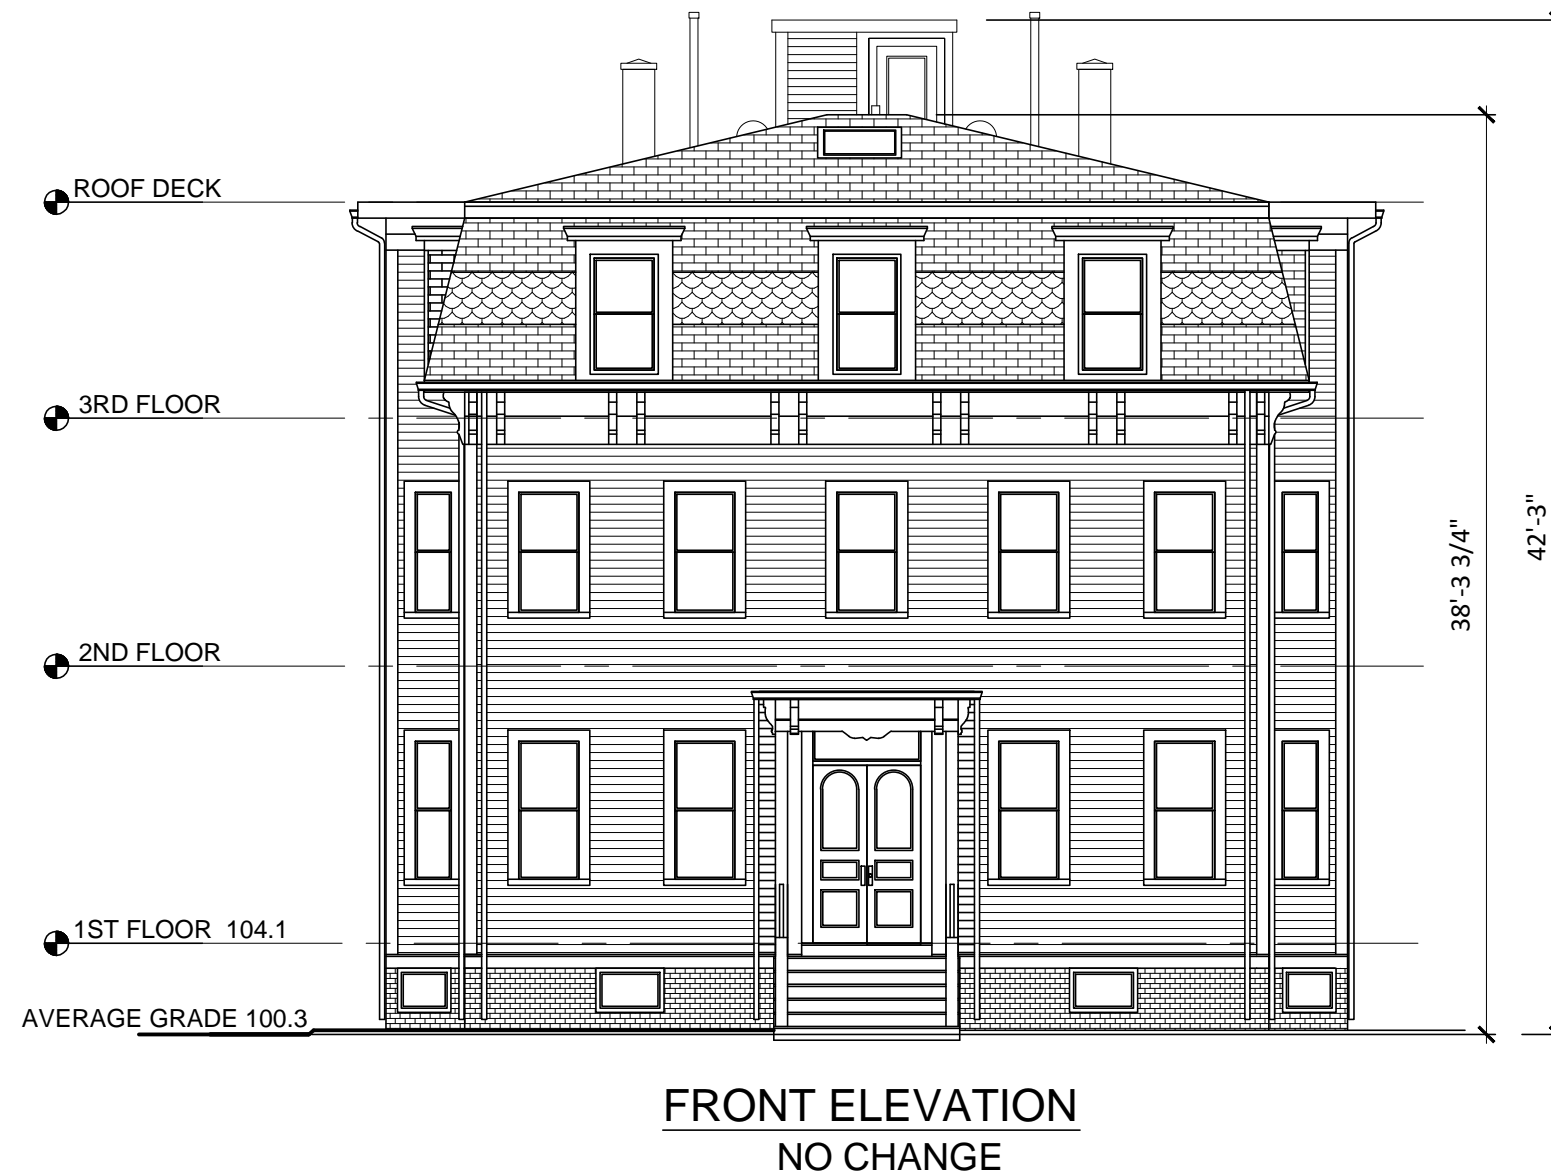 ROOF DECK
3RD FLOOR
2ND FLOOR
1ST FLOOR 104.1
AVERAGE GRADE 100.3
38'-3 3/4"
42'-3"
FRONT ELEVATION
NO CHANGE